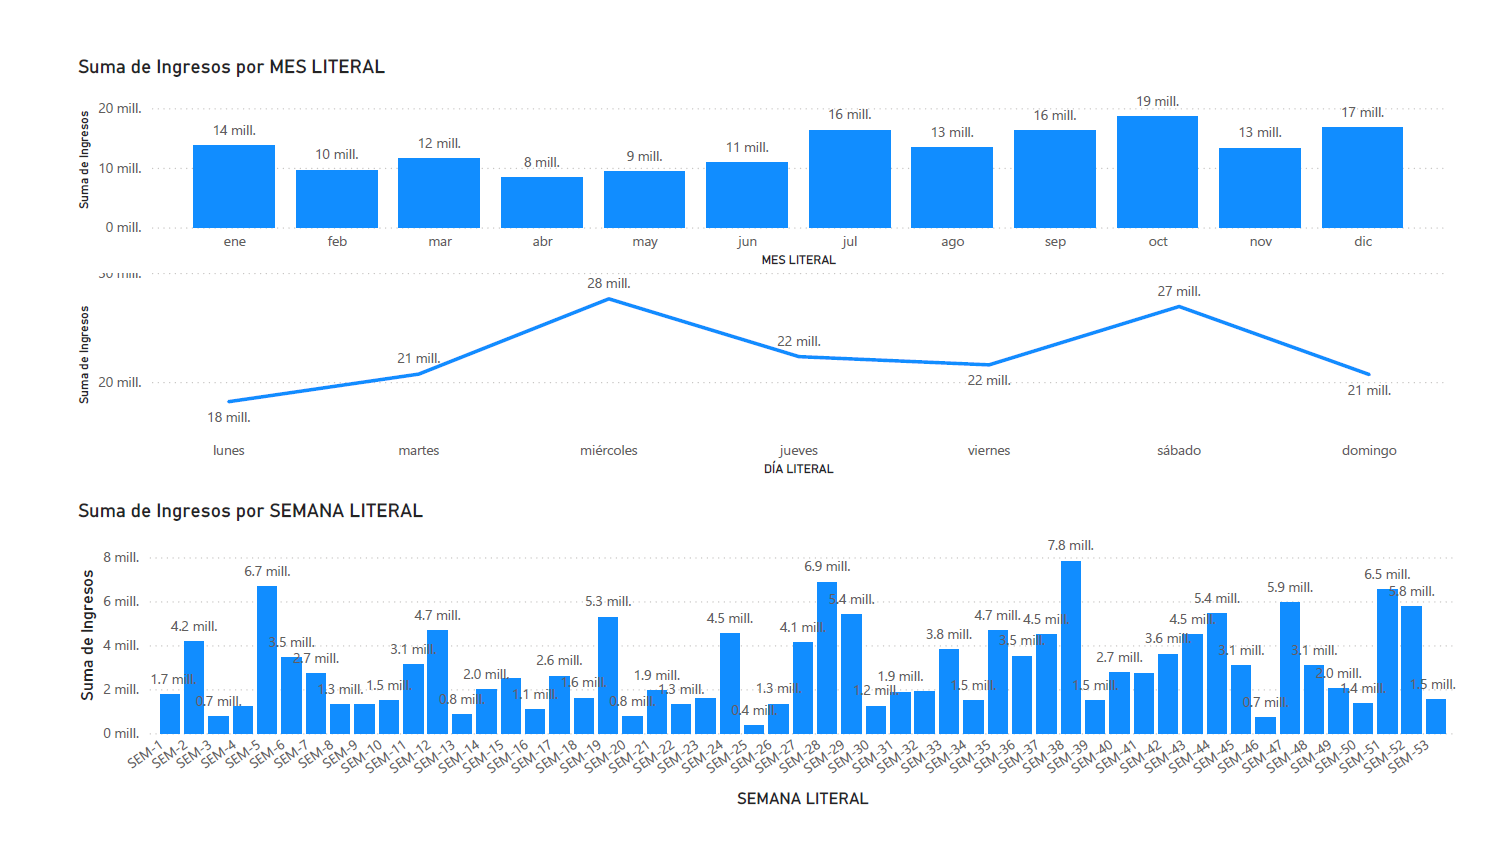 Suma de Ingresos por MES LITERAL
Suma de Ingresos
20 mill.
10 mill.
0 mill.
14 mill. 10 mill. 12 mill. 8 mill. 9 mill. 11 mill. 16 mill. 13 mill. 16 mill. 19 mill. 13 mill. 17 mill.
ene feb mar abr may jun jul ago sep oct nov dic
MES LITERAL
Suma de Ingresos
30 mill.
20 mill.
18 mill. 21 mill. 28 mill. 22 mill. 22 mill. 27 mill. 21 mill.
lunes martes miércoles jueves viernes sábado domingo
DÍA LITERAL
Suma de Ingresos por SEMANA LITERAL
Suma de Ingresos
8 mill.
6 mill.
4 mill.
2 mill.
0 mill.
1.7 mill. 4.2 mill. 0.7 mill. 6.7 mill. 3.5 mill. 2.7 mill. 1.3 mill. 1.5 mill. 3.1 mill. 4.7 mill. 0.8 mill. 2.0 mill. 1.1 mill. 2.6 mill. 1.6 mill. 5.3 mill. 0.8 mill. 1.9 mill. 1.3 mill. 4.5 mill. 0.4 mill. 1.3 mill. 4.1 mill. 6.9 mill. 5.4 mill. 1.2 mill. 1.9 mill. 3.8 mill. 1.5 mill. 4.7 mill. 3.5 mill. 4.5 mill. 7.8 mill. 1.5 mill. 2.7 mill. 3.6 mill. 4.5 mill. 5.4 mill. 3.1 mill. 0.7 mill. 5.9 mill. 3.1 mill. 2.0 mill. 1.4 mill. 6.5 mill. 5.8 mill. 1.5 mill.
SEM-1 SEM-2 SEM-3 SEM-4 SEM-5 SEM-6 SEM-7 SEM-8 SEM-9 SEM-10 SEM-11 SEM-12 SEM-13 SEM-14 SEM-15 SEM-16 SEM-17 SEM-18 SEM-19 SEM-20 SEM-21 SEM-22 SEM-23 SEM-24 SEM-25 SEM-26 SEM-27 SEM-28 SEM-29 SEM-30 SEM-31 SEM-32 SEM-33 SEM-34 SEM-35 SEM-36 SEM-37 SEM-38 SEM-39 SEM-40 SEM-41 SEM-42 SEM-43 SEM-44 SEM-45 SEM-46 SEM-47 SEM-48 SEM-49 SEM-50 SEM-51 SEM-52 SEM-53
SEMANA LITERAL